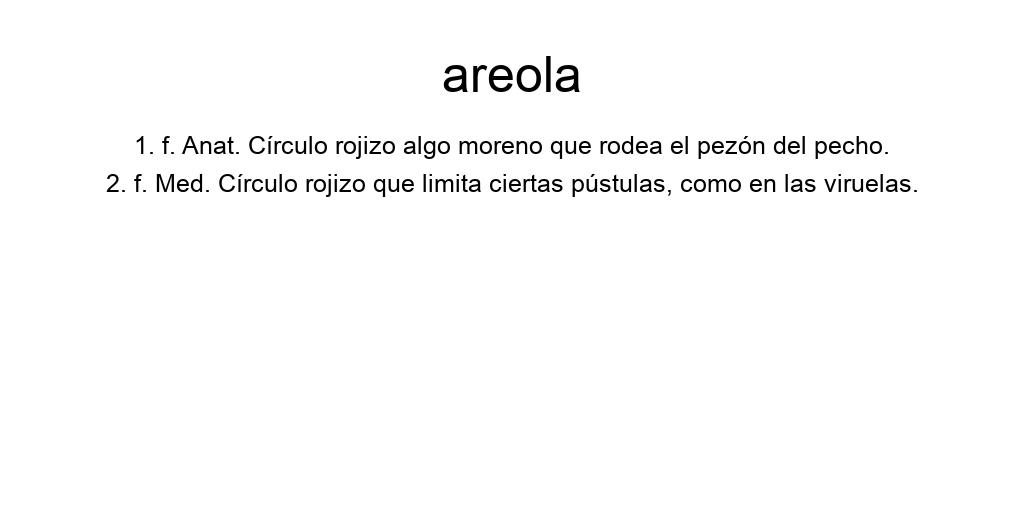 areola
1. f. Anat. Círculo rojizo algo moreno que rodea el pezón del pecho.
2. f. Med. Círculo rojizo que limita ciertas pústulas, como en las viruelas.